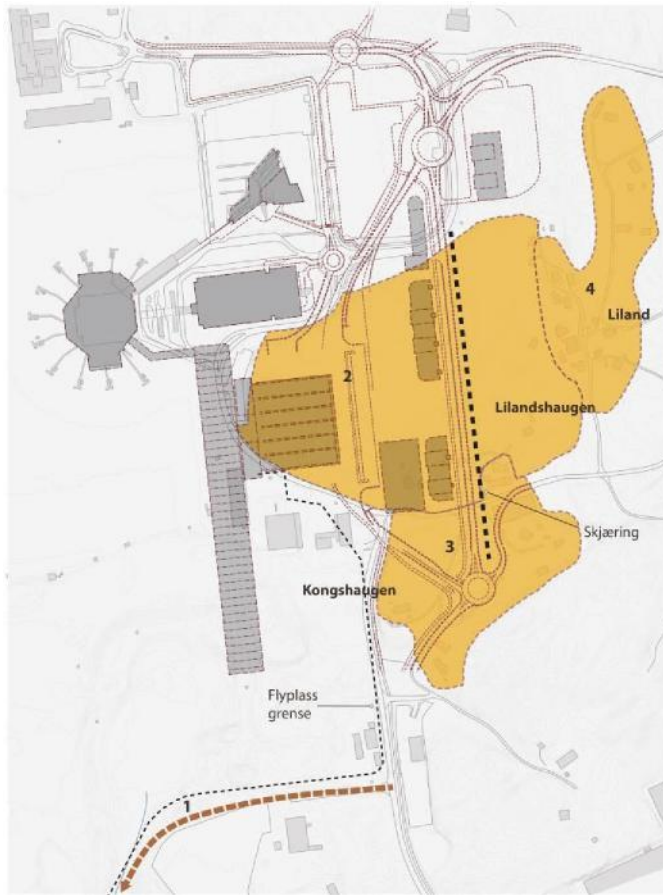 4
Liland
2
Lilandshaugen
Skjæring
3
Kongshaugen
Flyplass
grense
1